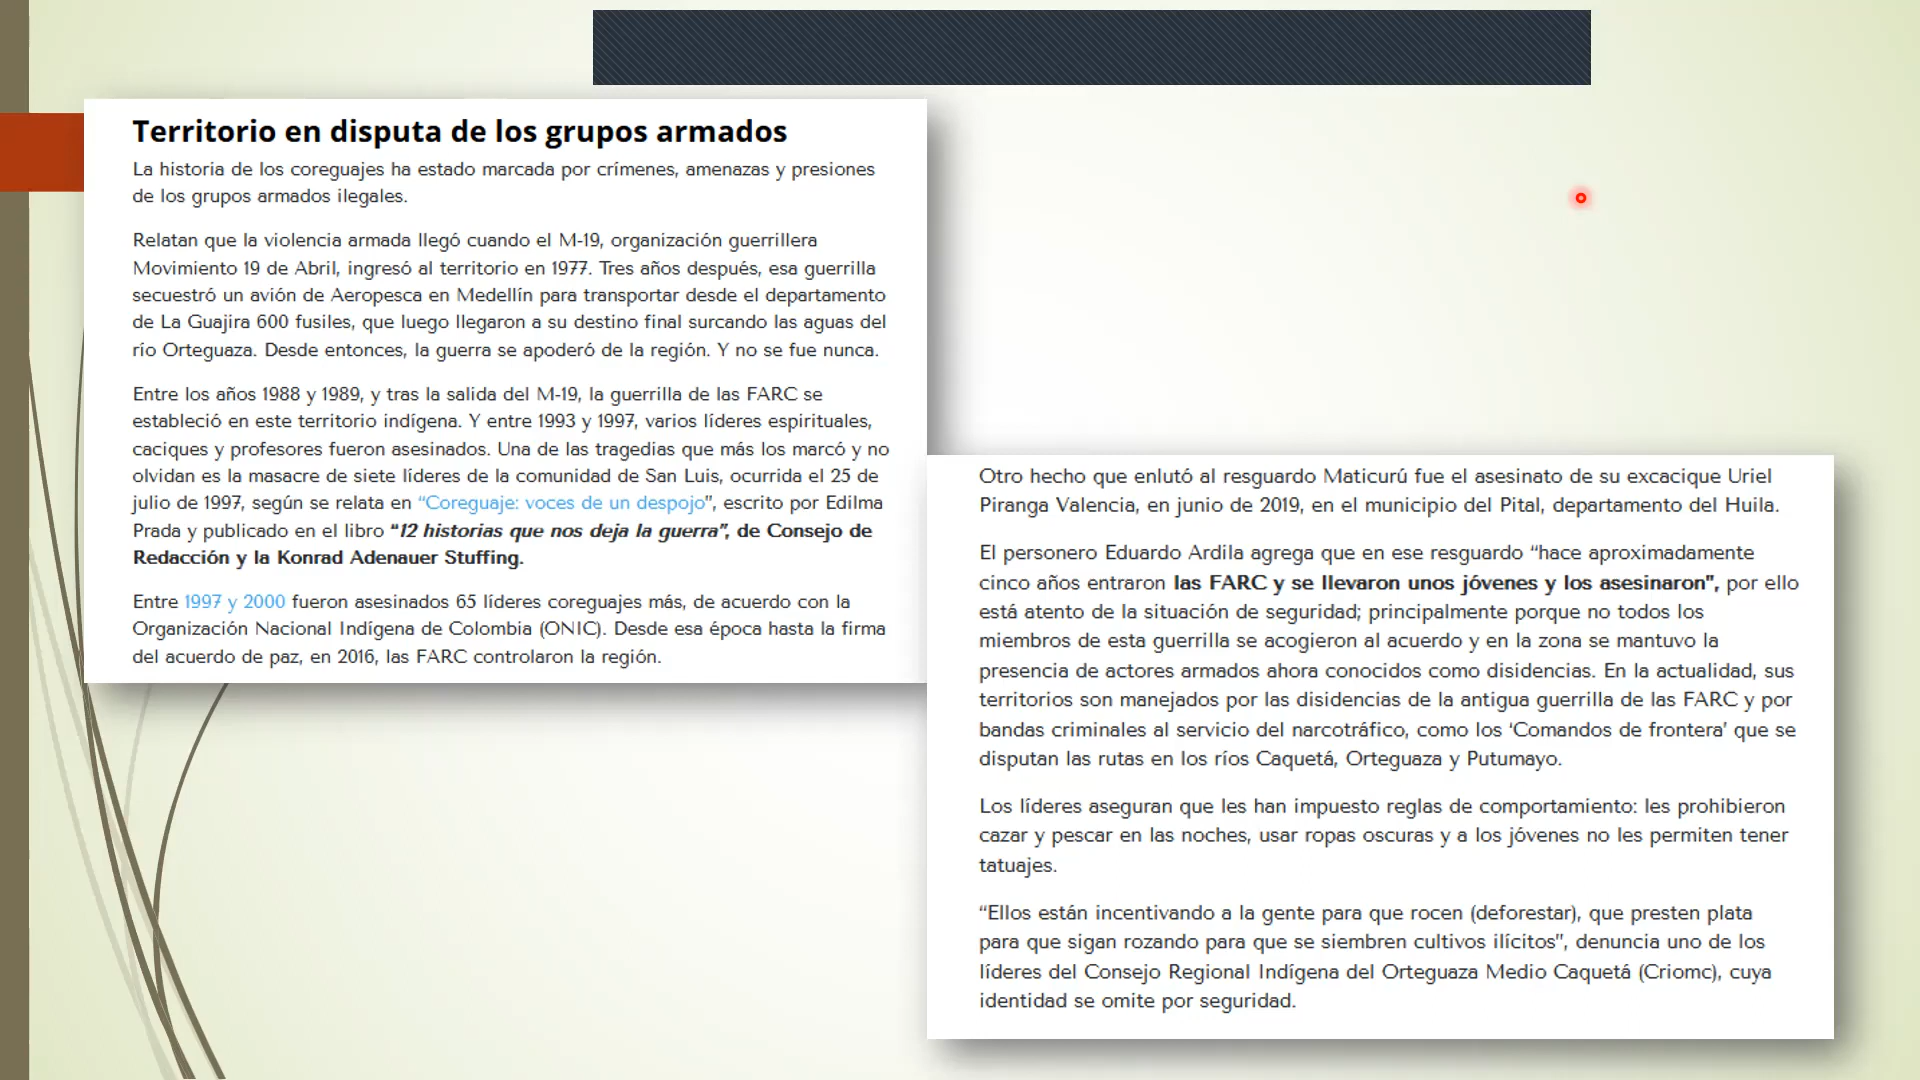 Territorio en disputa de los grupos armados
La historia de los coreguajes ha estado marcada por crímenes, amenazas y presiones
de los grupos armados ilegales.
Relatan que la violencia armada llegó cuando el M-19, organización guerrillera
Movimiento 19 de Abril, ingresó al territorio en 1977. Tres años después, esa guerrilla
secuestró un avión de Aeropesca en Medellín para transportar desde el departamento
de La Guajira 600 fusiles, que luego llegaron a su destino final surcando las aguas del
río Orteguaza. Desde entonces, la guerra se apoderó de la región. Y no se fue nunca.
Entre los años 1988 y 1989, y tras la salida del M-19, la guerrilla de las FARC se
estableció en este territorio indígena. Y entre 1993 y 1997, varios líderes espirituales,
caciques y profesores fueron asesinados. Una de las tragedias que más los marcó y no
olvidan es la masacre de siete líderes de la comunidad de San Luis, ocurrida el 25 de
julio de 1997, según se relata en “Coreguaje: voces de un despojo”, escrito por Edilma
Prada y publicado en el libro “12 historias que nos deja la guerra”, de Consejo de
Redacción y la Konrad Adenauer Stuffing.
Entre 1997 y 2000 fueron asesinados 65 líderes coreguajes más, de acuerdo con la
Organización Nacional Indígena de Colombia (ONIC). Desde esa época hasta la firma
del acuerdo de paz, en 2016, las FARC controlaron la región.
Otro hecho que enlutó al resguardo Maticurú fue el asesinato de su excacique Uriel
Piranga Valencia, en junio de 2019, en el municipio del Pital, departamento del Huila.
El personero Eduardo Ardila agrega que en ese resguardo “hace aproximadamente
cinco años entraron las FARC y se llevaron unos jóvenes y los asesinaron”, por ello
está atento de la situación de seguridad; principalmente porque no todos los
miembros de esta guerrilla se acogieron al acuerdo y en la zona se mantuvo la
presencia de actores armados ahora conocidos como disidencias. En la actualidad, sus
territorios son manejados por las disidencias de la antigua guerrilla de las FARC y por
bandas criminales al servicio del narcotráfico, como los ‘Comandos de frontera’ que se
disputan las rutas en los ríos Caquetá, Orteguaza y Putumayo.
Los líderes aseguran que les han impuesto reglas de comportamiento: les prohibieron
cazar y pescar en las noches, usar ropas oscuras y a los jóvenes no les permiten tener
tatuajes.
“Ellos están incentivando a la gente para que rocen (deforestar), que presten plata
para que sigan rozando para que se siembren cultivos ilícitos”, denuncia uno de los
líderes del Consejo Regional Indígena del Orteguaza Medio Caquetá (Criomc), cuya
identidad se omite por seguridad.